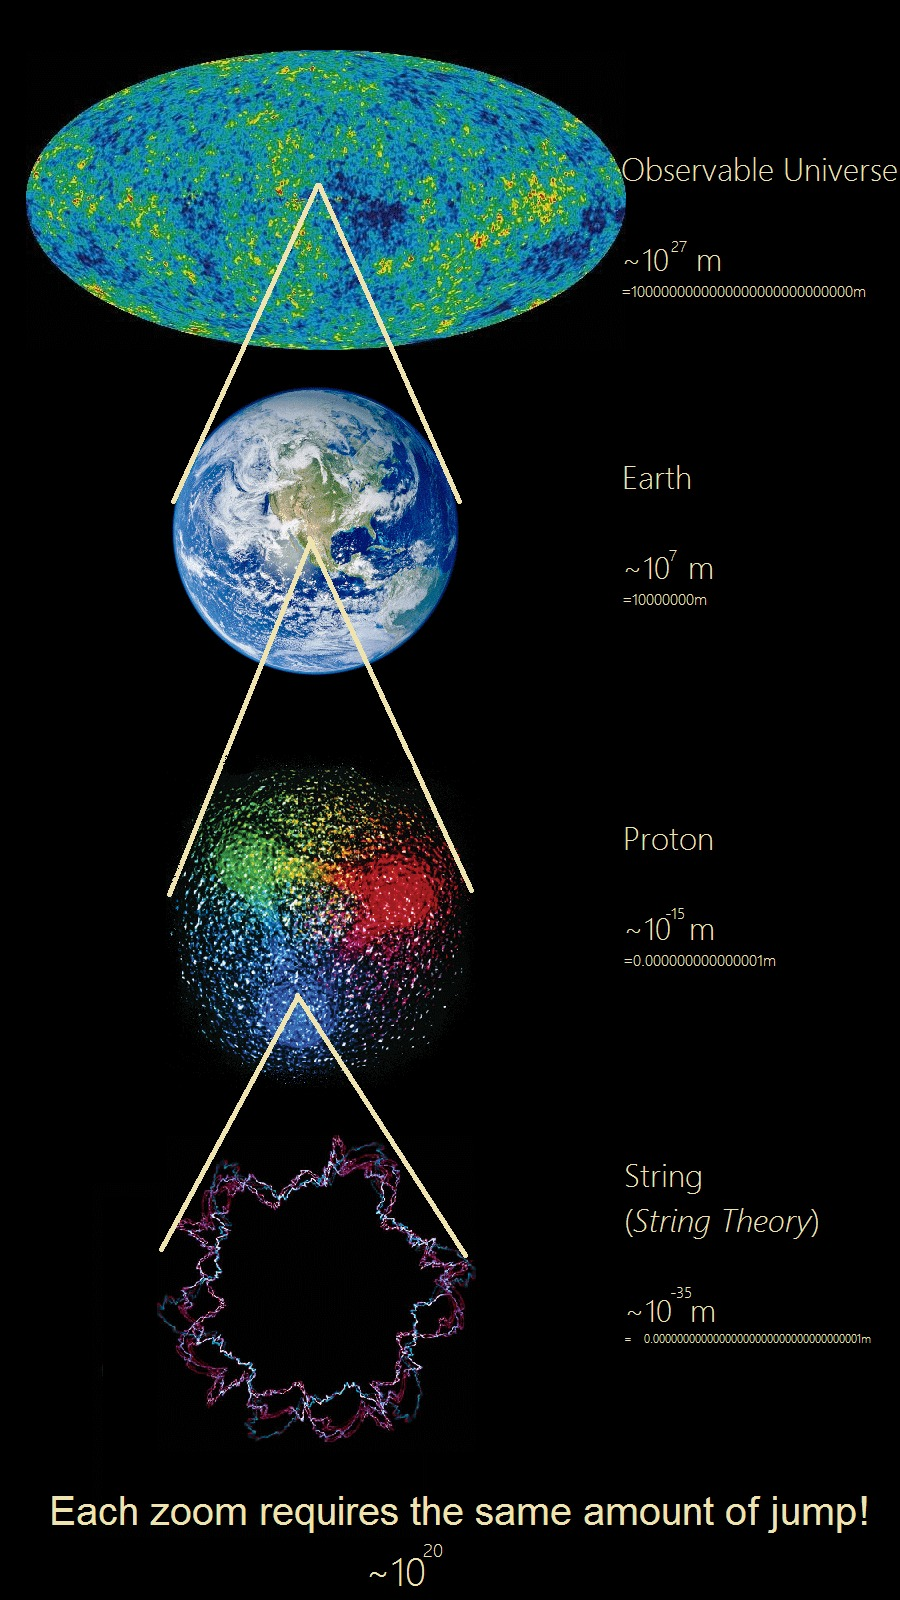 Observable Universe
~10²⁷ m
=1000000000000000000000000000m
Earth
~10⁷ m
=10000000m
Proton
~10⁻¹⁵ m
=0.000000000000001m
String
(String Theory)
~10⁻³⁵m
= 0.00000000000000000000000000000000001m
Each zoom requires the same amount of jump!
~10²⁰